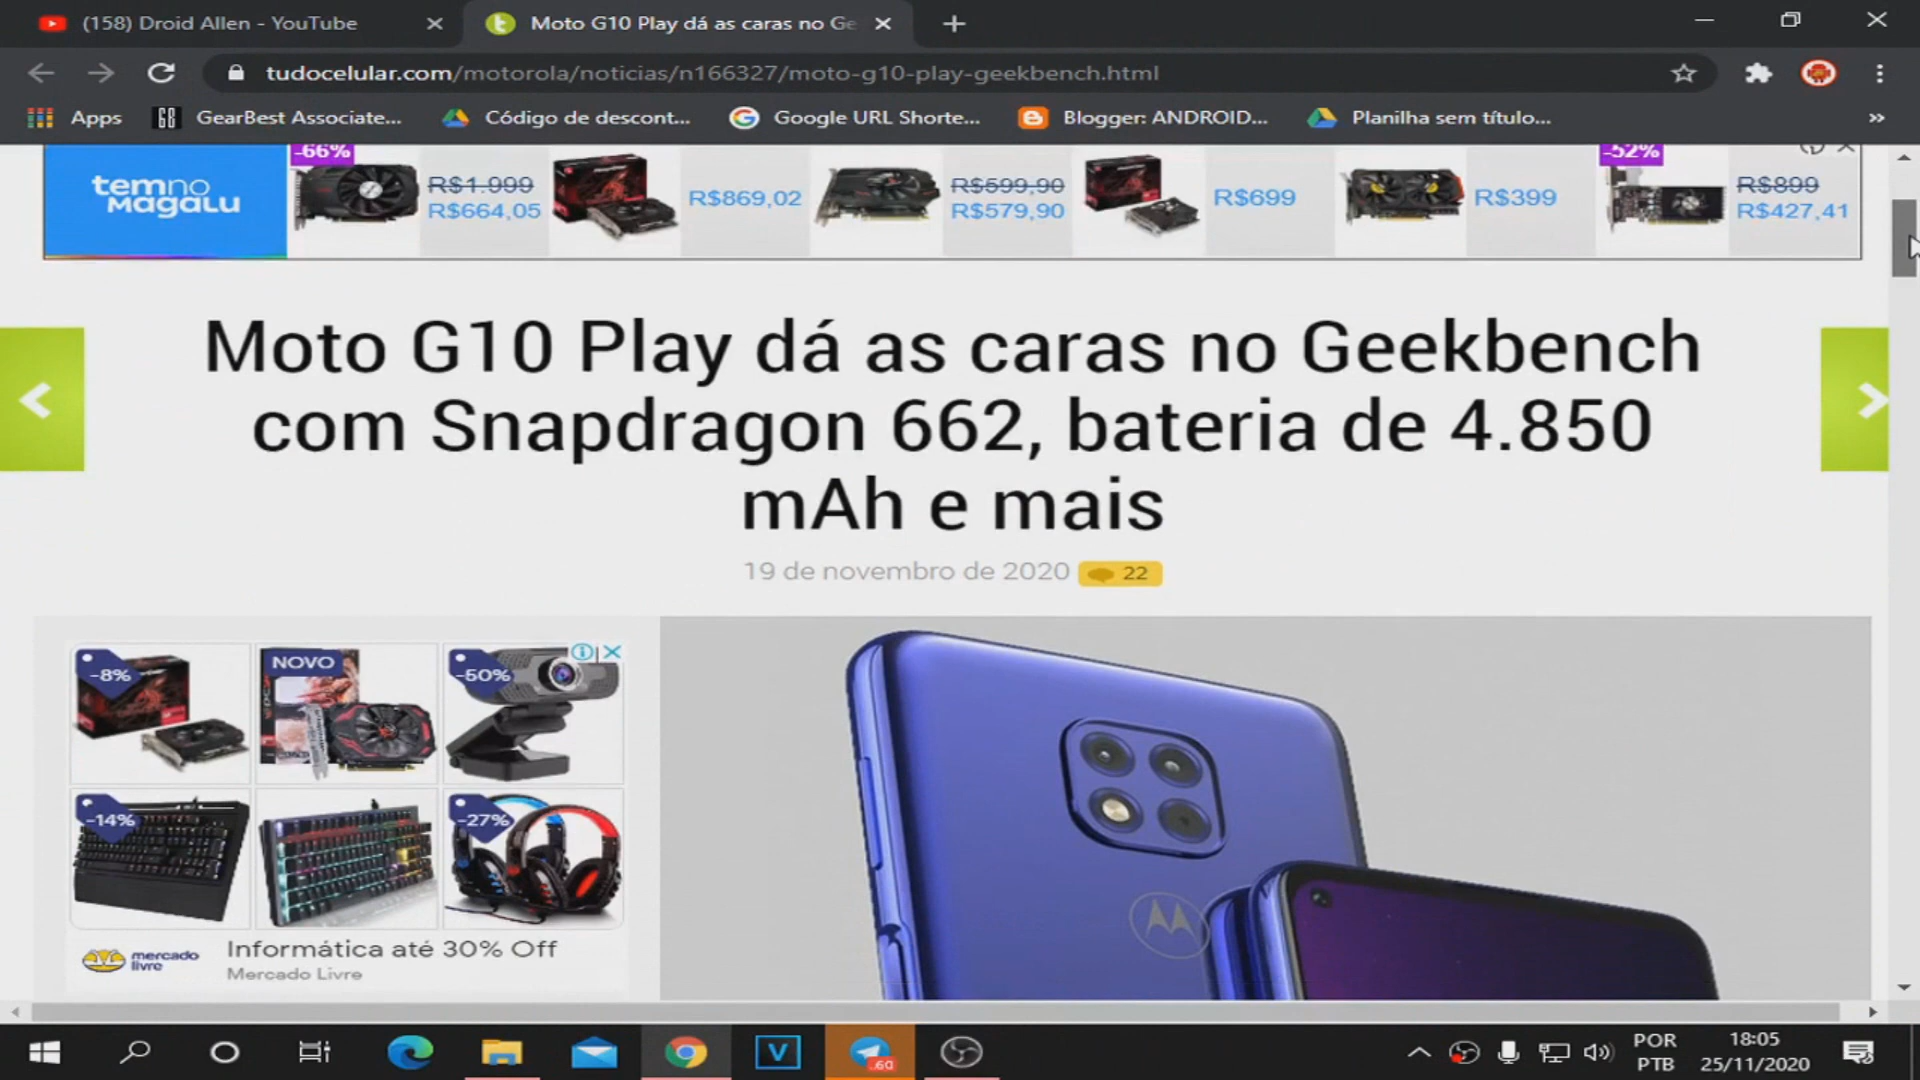 (158) Droid Allen - YouTube
Moto G10 Play dá as caras no Ge
tudocelular.com/motorola/noticias/n166327/moto-g10-play-geekbench.html
Apps
GearBest Associate...
Código de descont...
Google URL Shorte...
Blogger: ANDROID...
Planilha sem título...
»
temno
magalu
-66%
R$1.999
R$664,05
R$869,02
R$599,90
R$579,90
R$699
R$399
-52%
R$899
R$427,41
Moto G10 Play dá as caras no Geekbench
com Snapdragon 662, bateria de 4.850
mAh e mais
19 de novembro de 2020 22
-8%
NOVO
-50%
-14%
-27%
mercado
livre
Informática até 30% Off
Mercado Livre
V
60
POR
PTB
18:05
25/11/2020